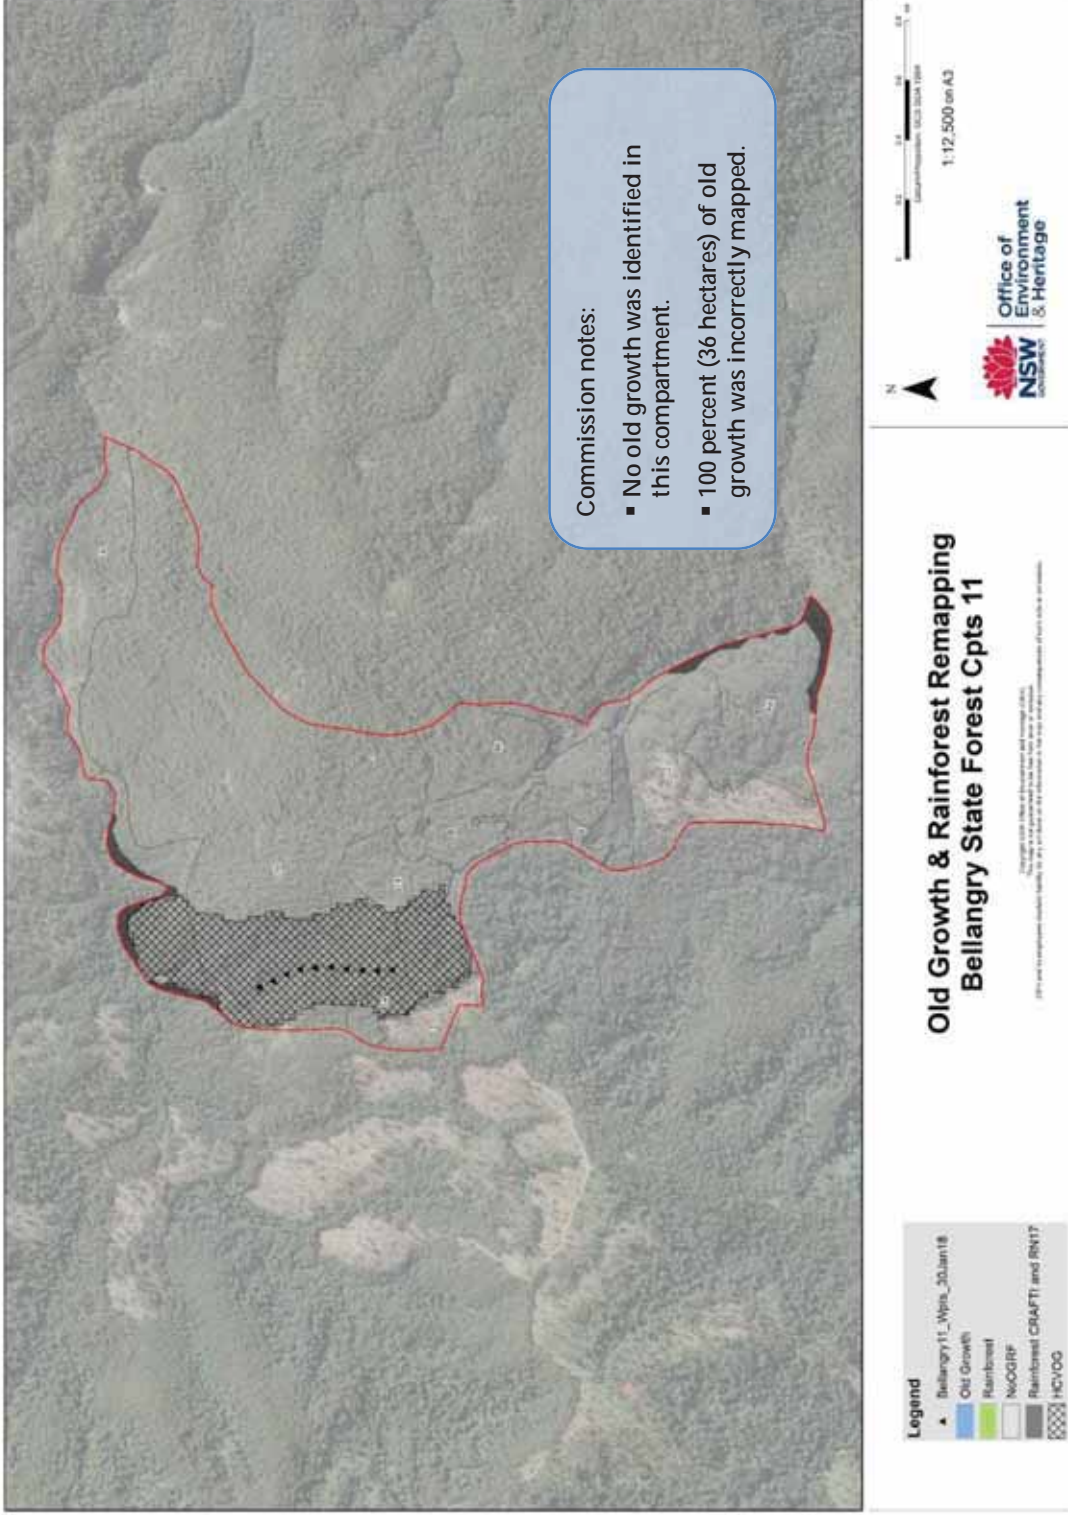 Commission notes:
▪ No old growth was identified in
this compartment.
▪ 100 percent (36 hectares) of old
growth was incorrectly mapped.
Legend
Bellangry11_Wpts_30Jan18
Old Growth
Rainforest
NoOGRF
Rainforest CRAFTI and RN17
HCVOG
Old Growth & Rainforest Remapping
Bellangry State Forest Cpts 11
N
1:12,500 on A3
NSW
GOVERNMENT
Office of
Environment
& Heritage